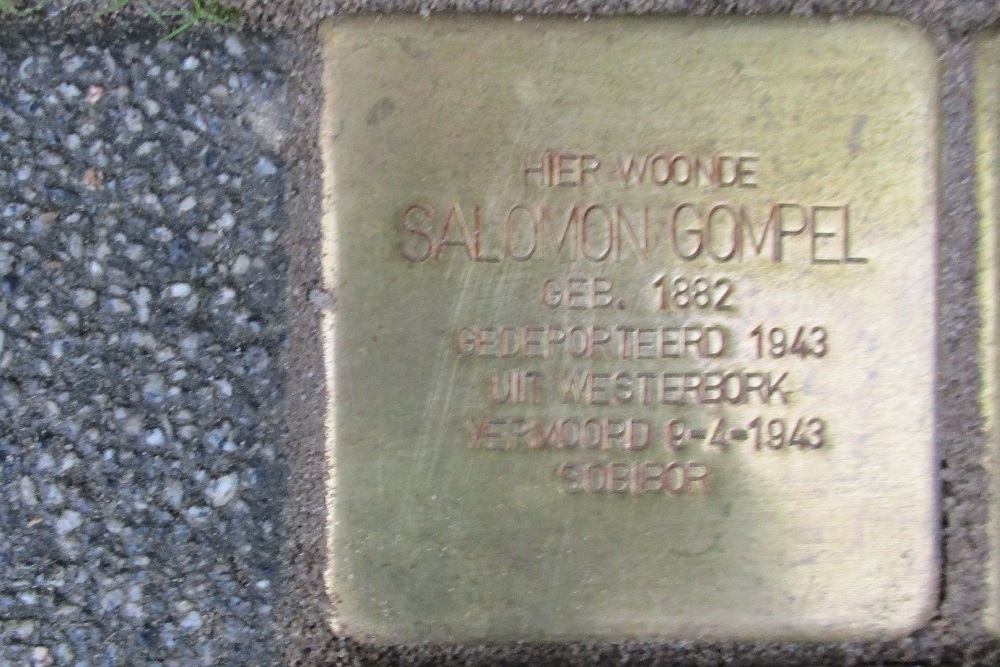 HIER WOONDE
SALOMON GOMPEL
GEB. 1882
GEDEPORTEERD 1943
UIT WESTERBORK
VERMOORD 9-4-1943
SOBIBOR